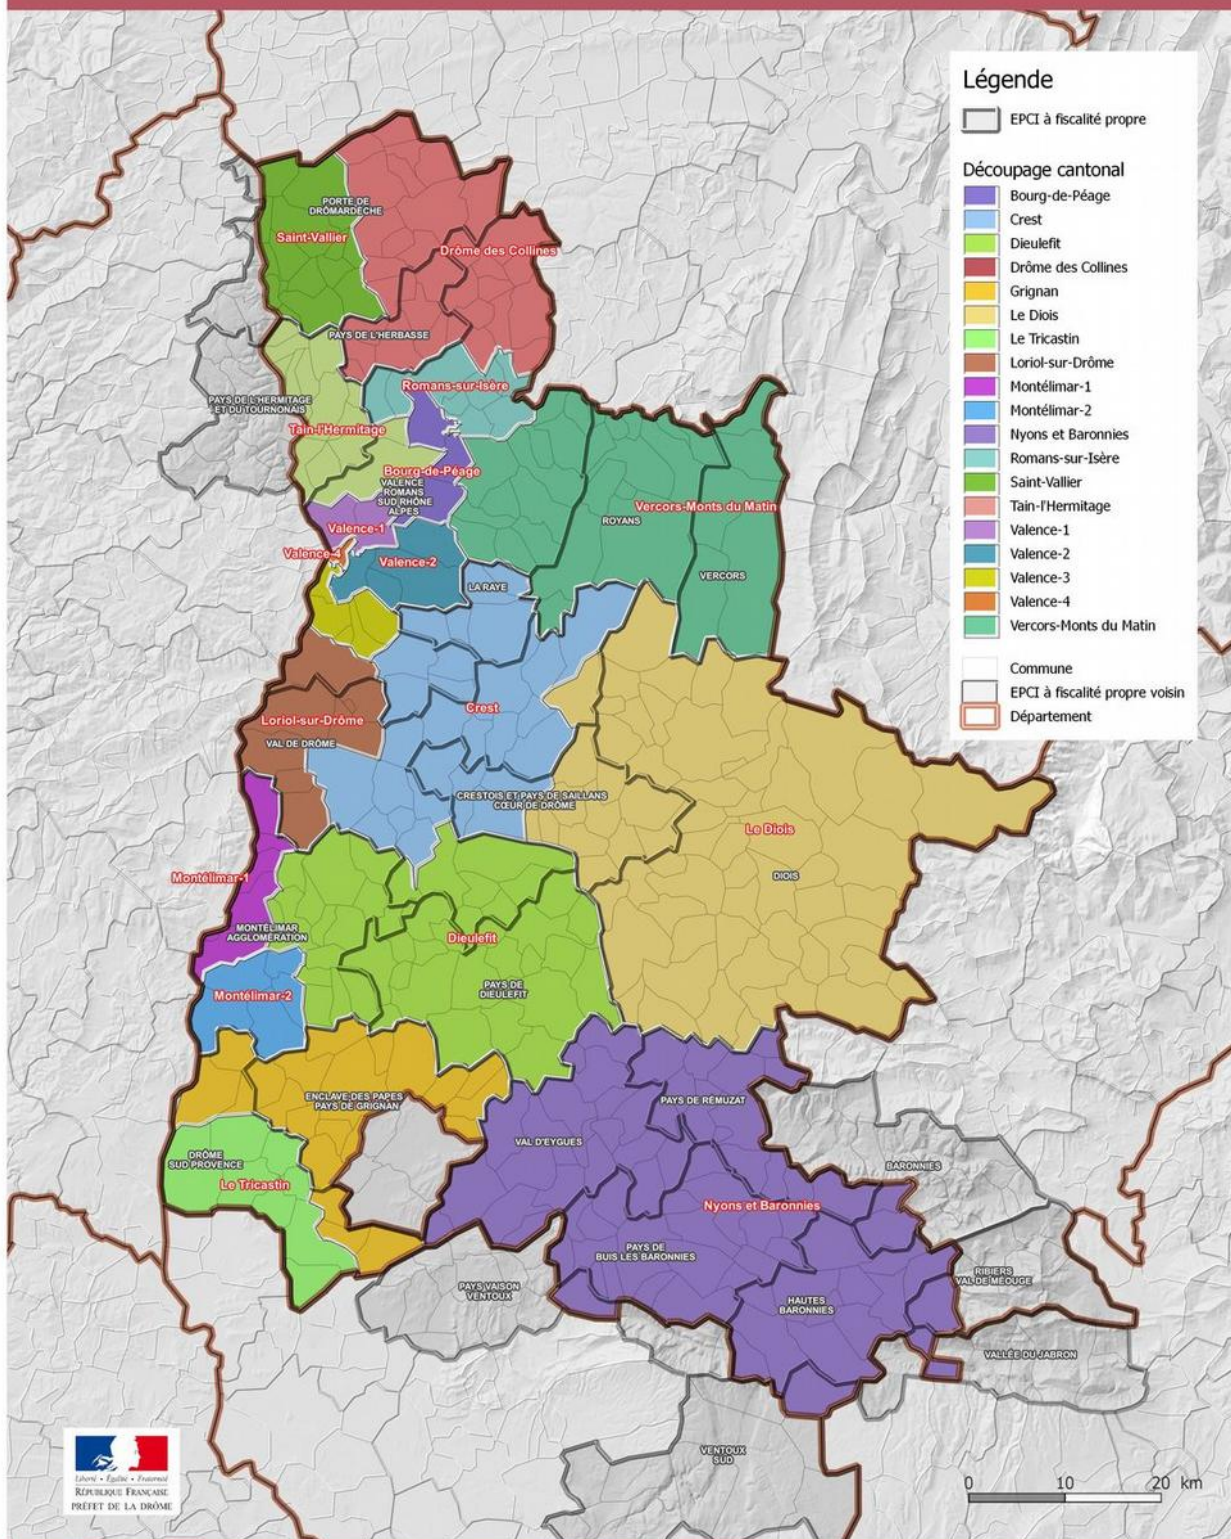 Légende
EPCI à fiscalité propre
Découpage cantonal
Bourg-de-Péage
Crest
Dieulefit
Drôme des Collines
Grignan
Le Diois
Le Tricastin
Loriol-sur-Drôme
Montélimar-1
Montélimar-2
Nyons et Baronnies
Romans-sur-Isère
Saint-Vallier
Tain-l'Hermitage
Valence-1
Valence-2
Valence-3
Valence-4
Vercors-Monts du Matin
Commune
EPCI à fiscalité propre voisin
Département
PORTE DE
DRÔMARDÈCHE
Saint-Vallier
Drôme des Collines
PAYS DE L'HERBASSE
Romans-sur-Isère
PAYS DE L'HERMITAGE
ET DU TOURNONAIS
Tain-l'Hermitage
Bourg-de-Péage
VALENCE
ROMANS
SUD RHÔNE
ALPES
Vercors-Monts du Matin
ROYANS
Valence-1
Valence-4
Valence-2
VERCORS
LA RAYE
Crest
Loriol-sur-Drôme
VAL DE DRÔME
CRESTOIS ET PAYS DE SAILLANS
CŒUR DE DRÔME
Le Diois
DIOIS
Montélimar-1
MONTÉLIMAR
AGGLOMÉRATION
Dieulefit
PAYS DE
DIEULEFIT
Montélimar-2
ENCLAVE DES PAPES
PAYS DE GRIGNAN
PAYS DE RÉMUZAT
VAL D'EYGUES
DRÔME
SUD PROVENCE
BARONNIES
Le Tricastin
Nyons et Baronnies
PAYS DE
BUIS LES BARONNIES
PAYS VAISON
VENTOUX
RIBIERS
VAL DE MÉOUGE
HAUTES
BARONNIES
VALLÉE DU JABRON
VENTOUX
SUD
Liberté • Égalité • Fraternité
RÉPUBLIQUE FRANÇAISE
PRÉFET DE LA DRÔME
0 10 20 km